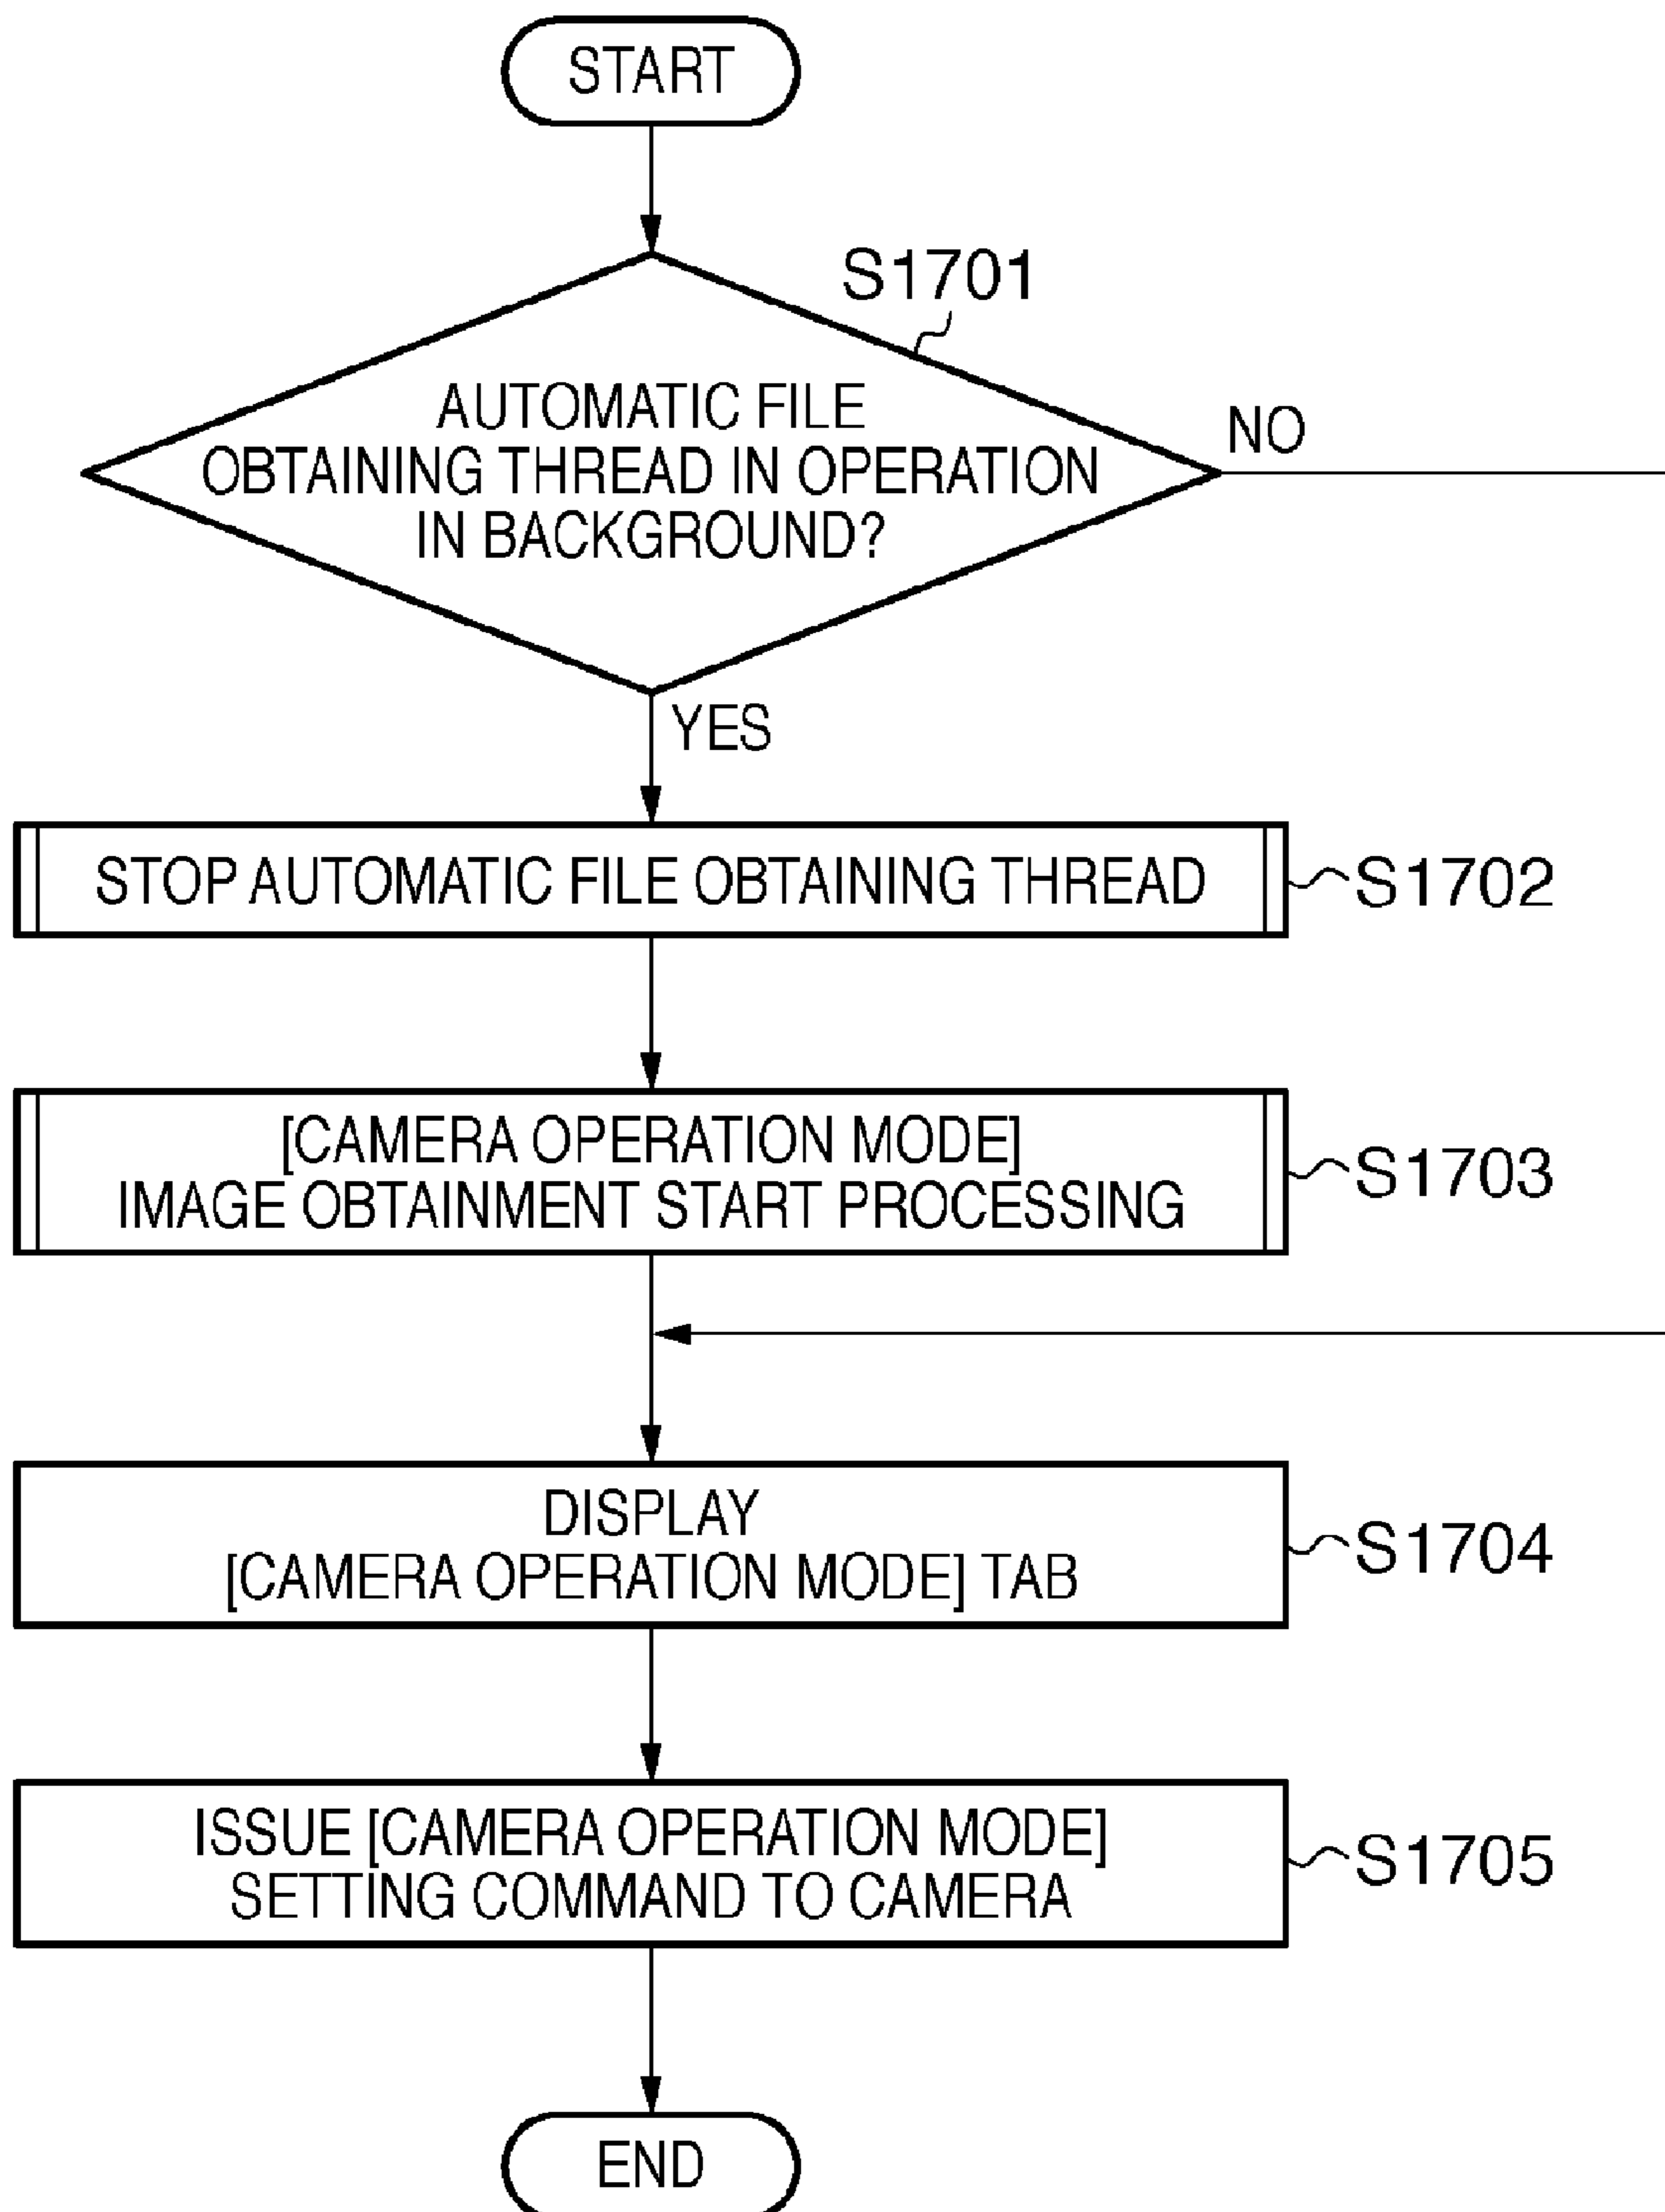 START
S1701
AUTOMATIC FILE
OBTAINING THREAD IN OPERATION
IN BACKGROUND?
NO
YES
STOP AUTOMATIC FILE OBTAINING THREAD
S1702
[CAMERA OPERATION MODE]
IMAGE OBTAINMENT START PROCESSING
S1703
DISPLAY
[CAMERA OPERATION MODE] TAB
S1704
ISSUE [CAMERA OPERATION MODE]
SETTING COMMAND TO CAMERA
S1705
END